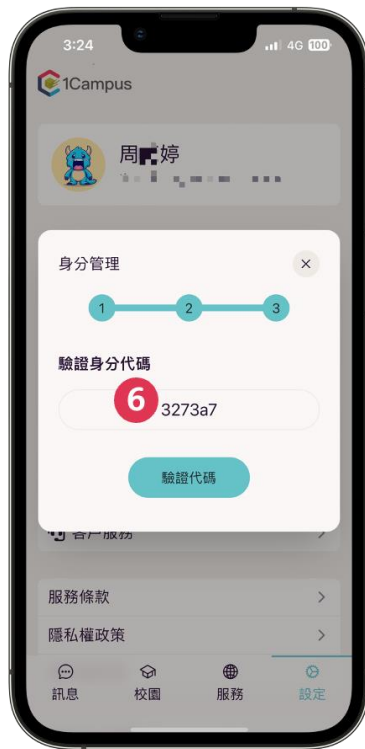 3:24
4G 100
1Campus
周 婷
身分管理
1 2 3
驗證身分代碼
6
3273a7
驗證代碼
客戶服務
服務條款
隱私權政策
訊息 校園 服務 設定